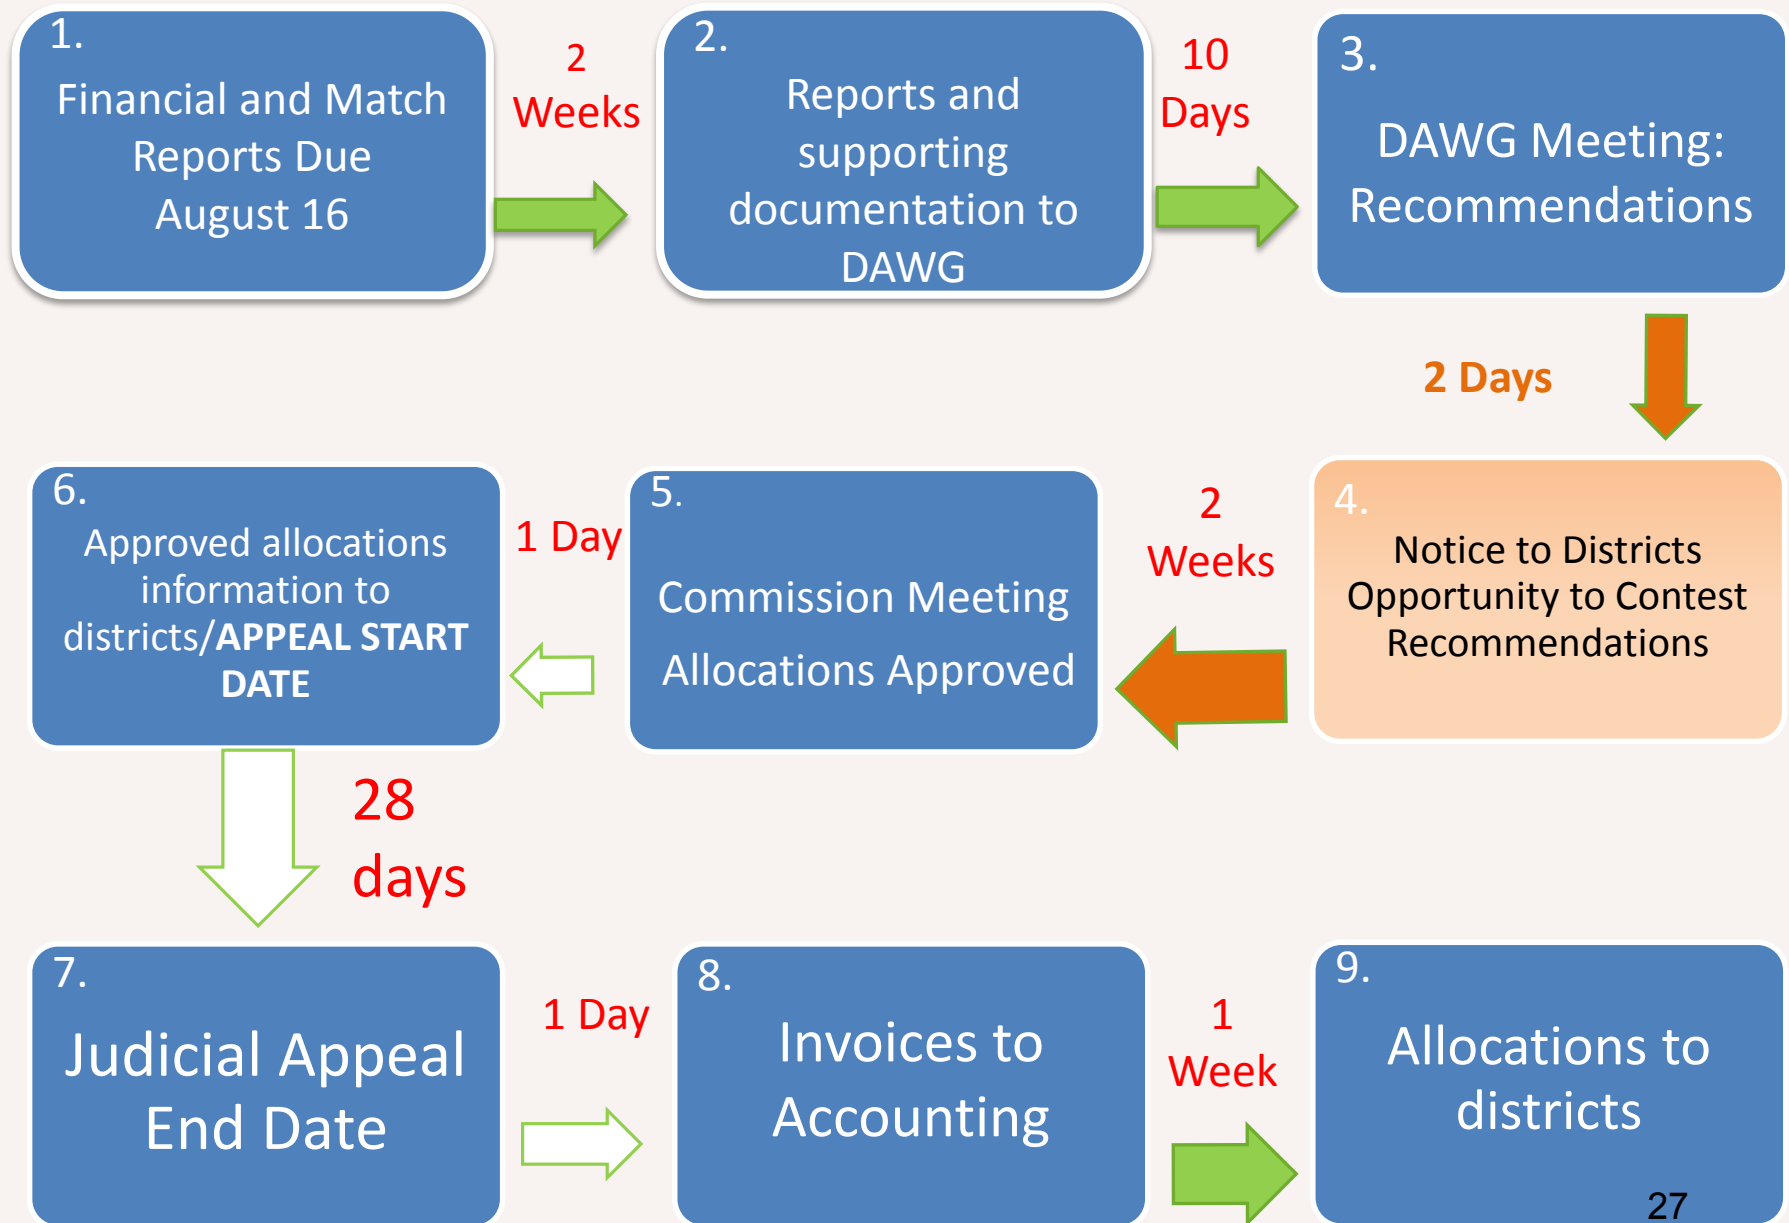 1.
Financial and Match
Reports Due
August 16
2
Weeks
2.
Reports and
supporting
documentation to
DAWG
10
Days
3.
DAWG Meeting:
Recommendations
2 Days
4.
Notice to Districts
Opportunity to Contest
Recommendations
2
Weeks
5.
Commission Meeting
Allocations Approved
1 Day
6.
Approved allocations
information to
districts/APPEAL START
DATE
28
days
7.
Judicial Appeal
End Date
1 Day
8.
Invoices to
Accounting
1
Week
9.
Allocations to
districts
27